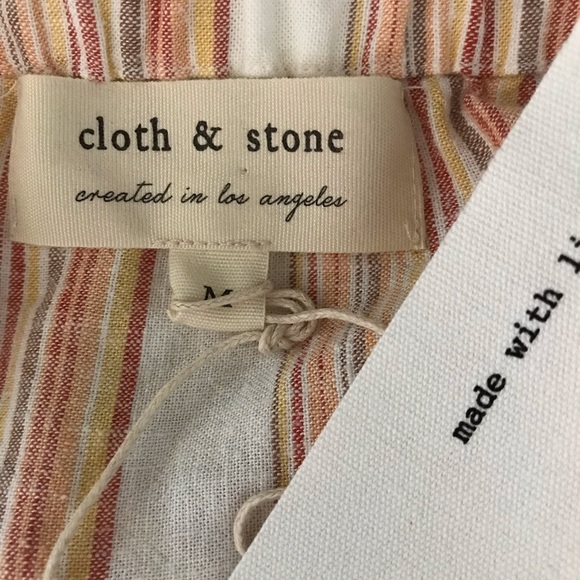 cloth & stone
created in los angeles
M
made with li